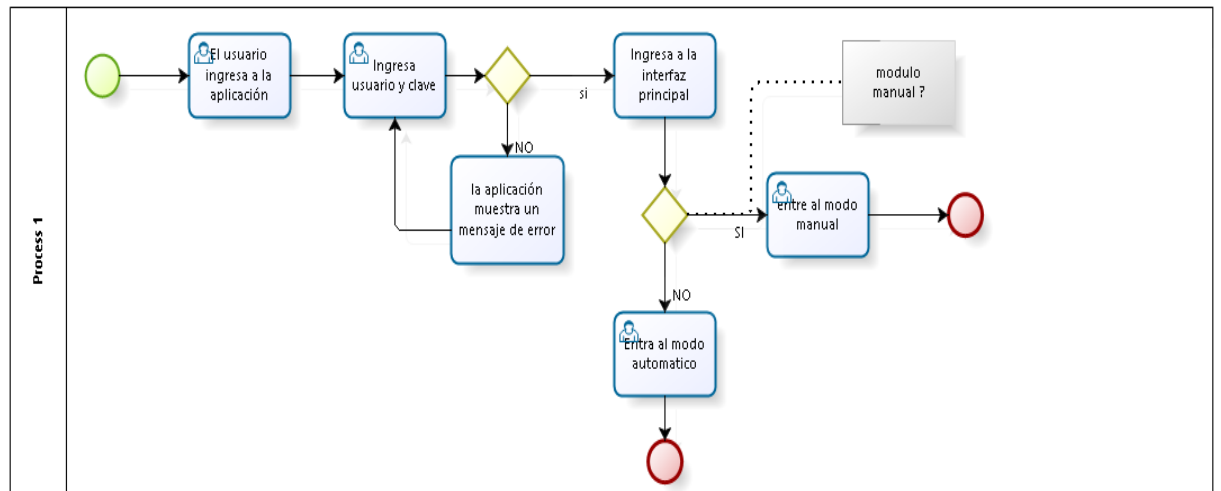 Process 1
El usuario
ingresa a la
aplicación
Ingresa
usuario y clave
si
NO
la aplicación
muestra un
mensaje de error
Ingresa a la
interfaz
principal
modulo
manual ?
SI
entre al modo
manual
NO
Entra al modo
automatico